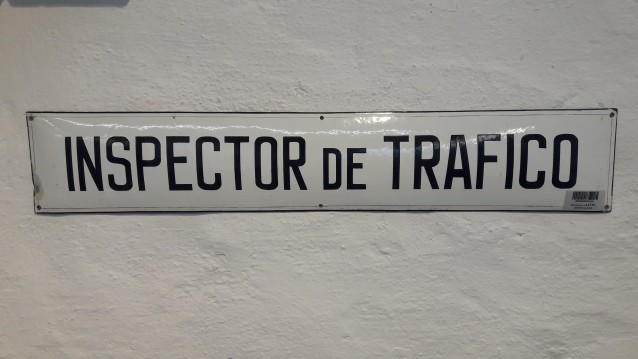 INSPECTOR DE TRAFICO